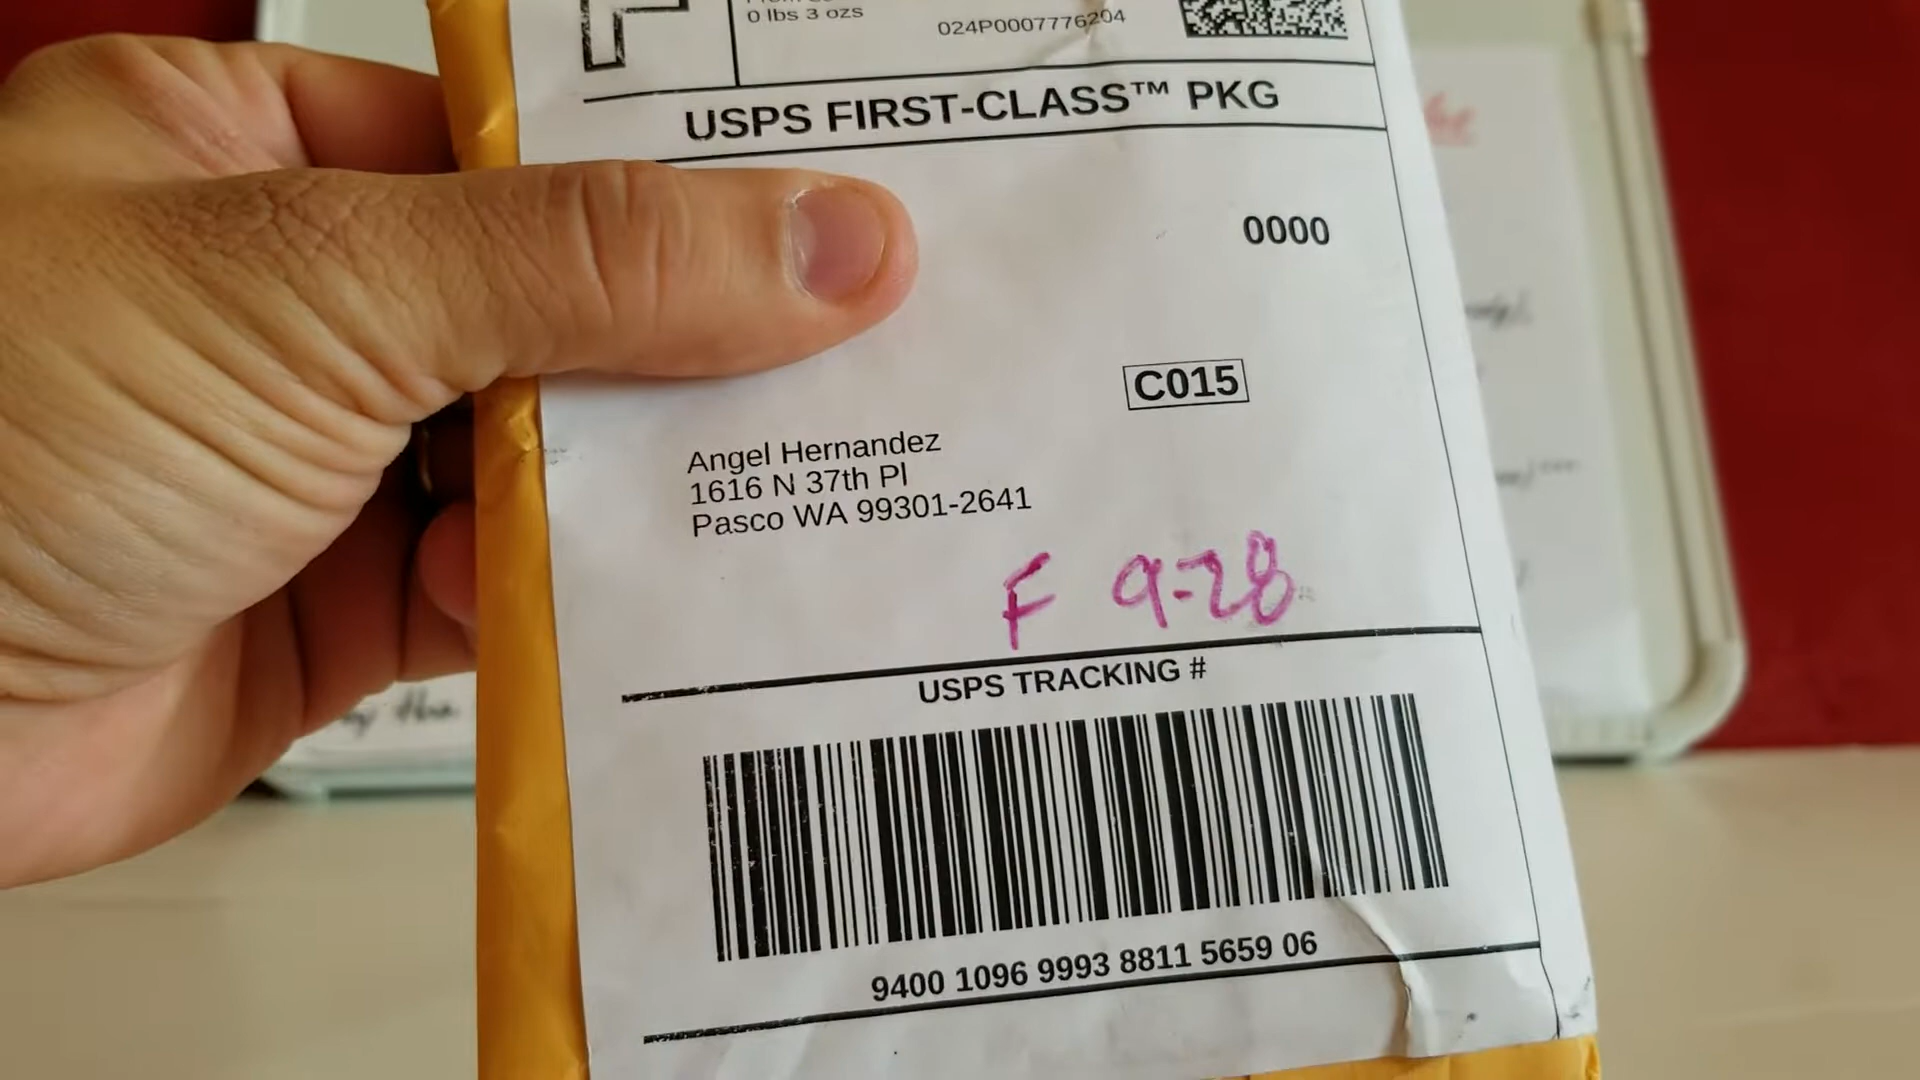 0 lbs 3 ozs
024P0007776204
USPS FIRST-CLASS™ PKG
0000
C015
Angel Hernandez
1616 N 37th Pl
Pasco WA 99301-2641
F 9-28
USPS TRACKING #
9400 1096 9993 8811 5659 06
the